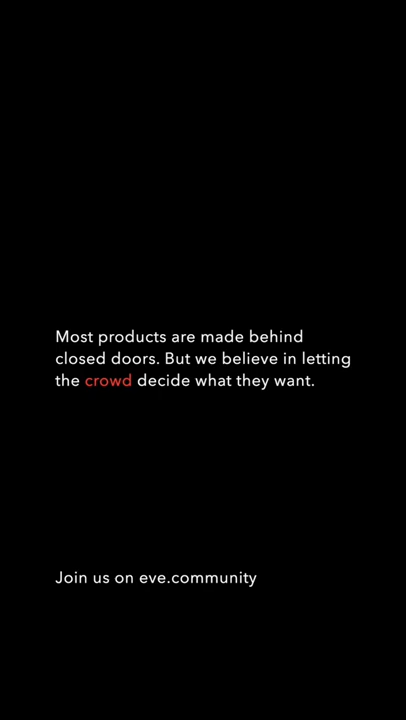 Most products are made behind
closed doors. But we believe in letting
the crowd decide what they want.
Join us on eve.community